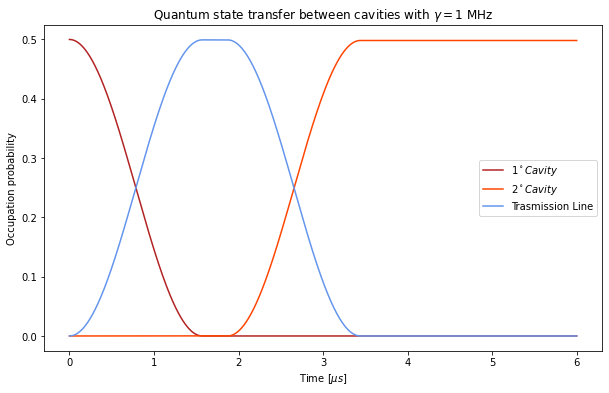 Quantum state transfer between cavities with γ = 1 MHz
Occupation probability
0.5
0.4
0.3
0.2
0.1
0.0
1°Cavity
2°Cavity
Trasmission Line
0 1 2 3 4 5 6
Time [μs]